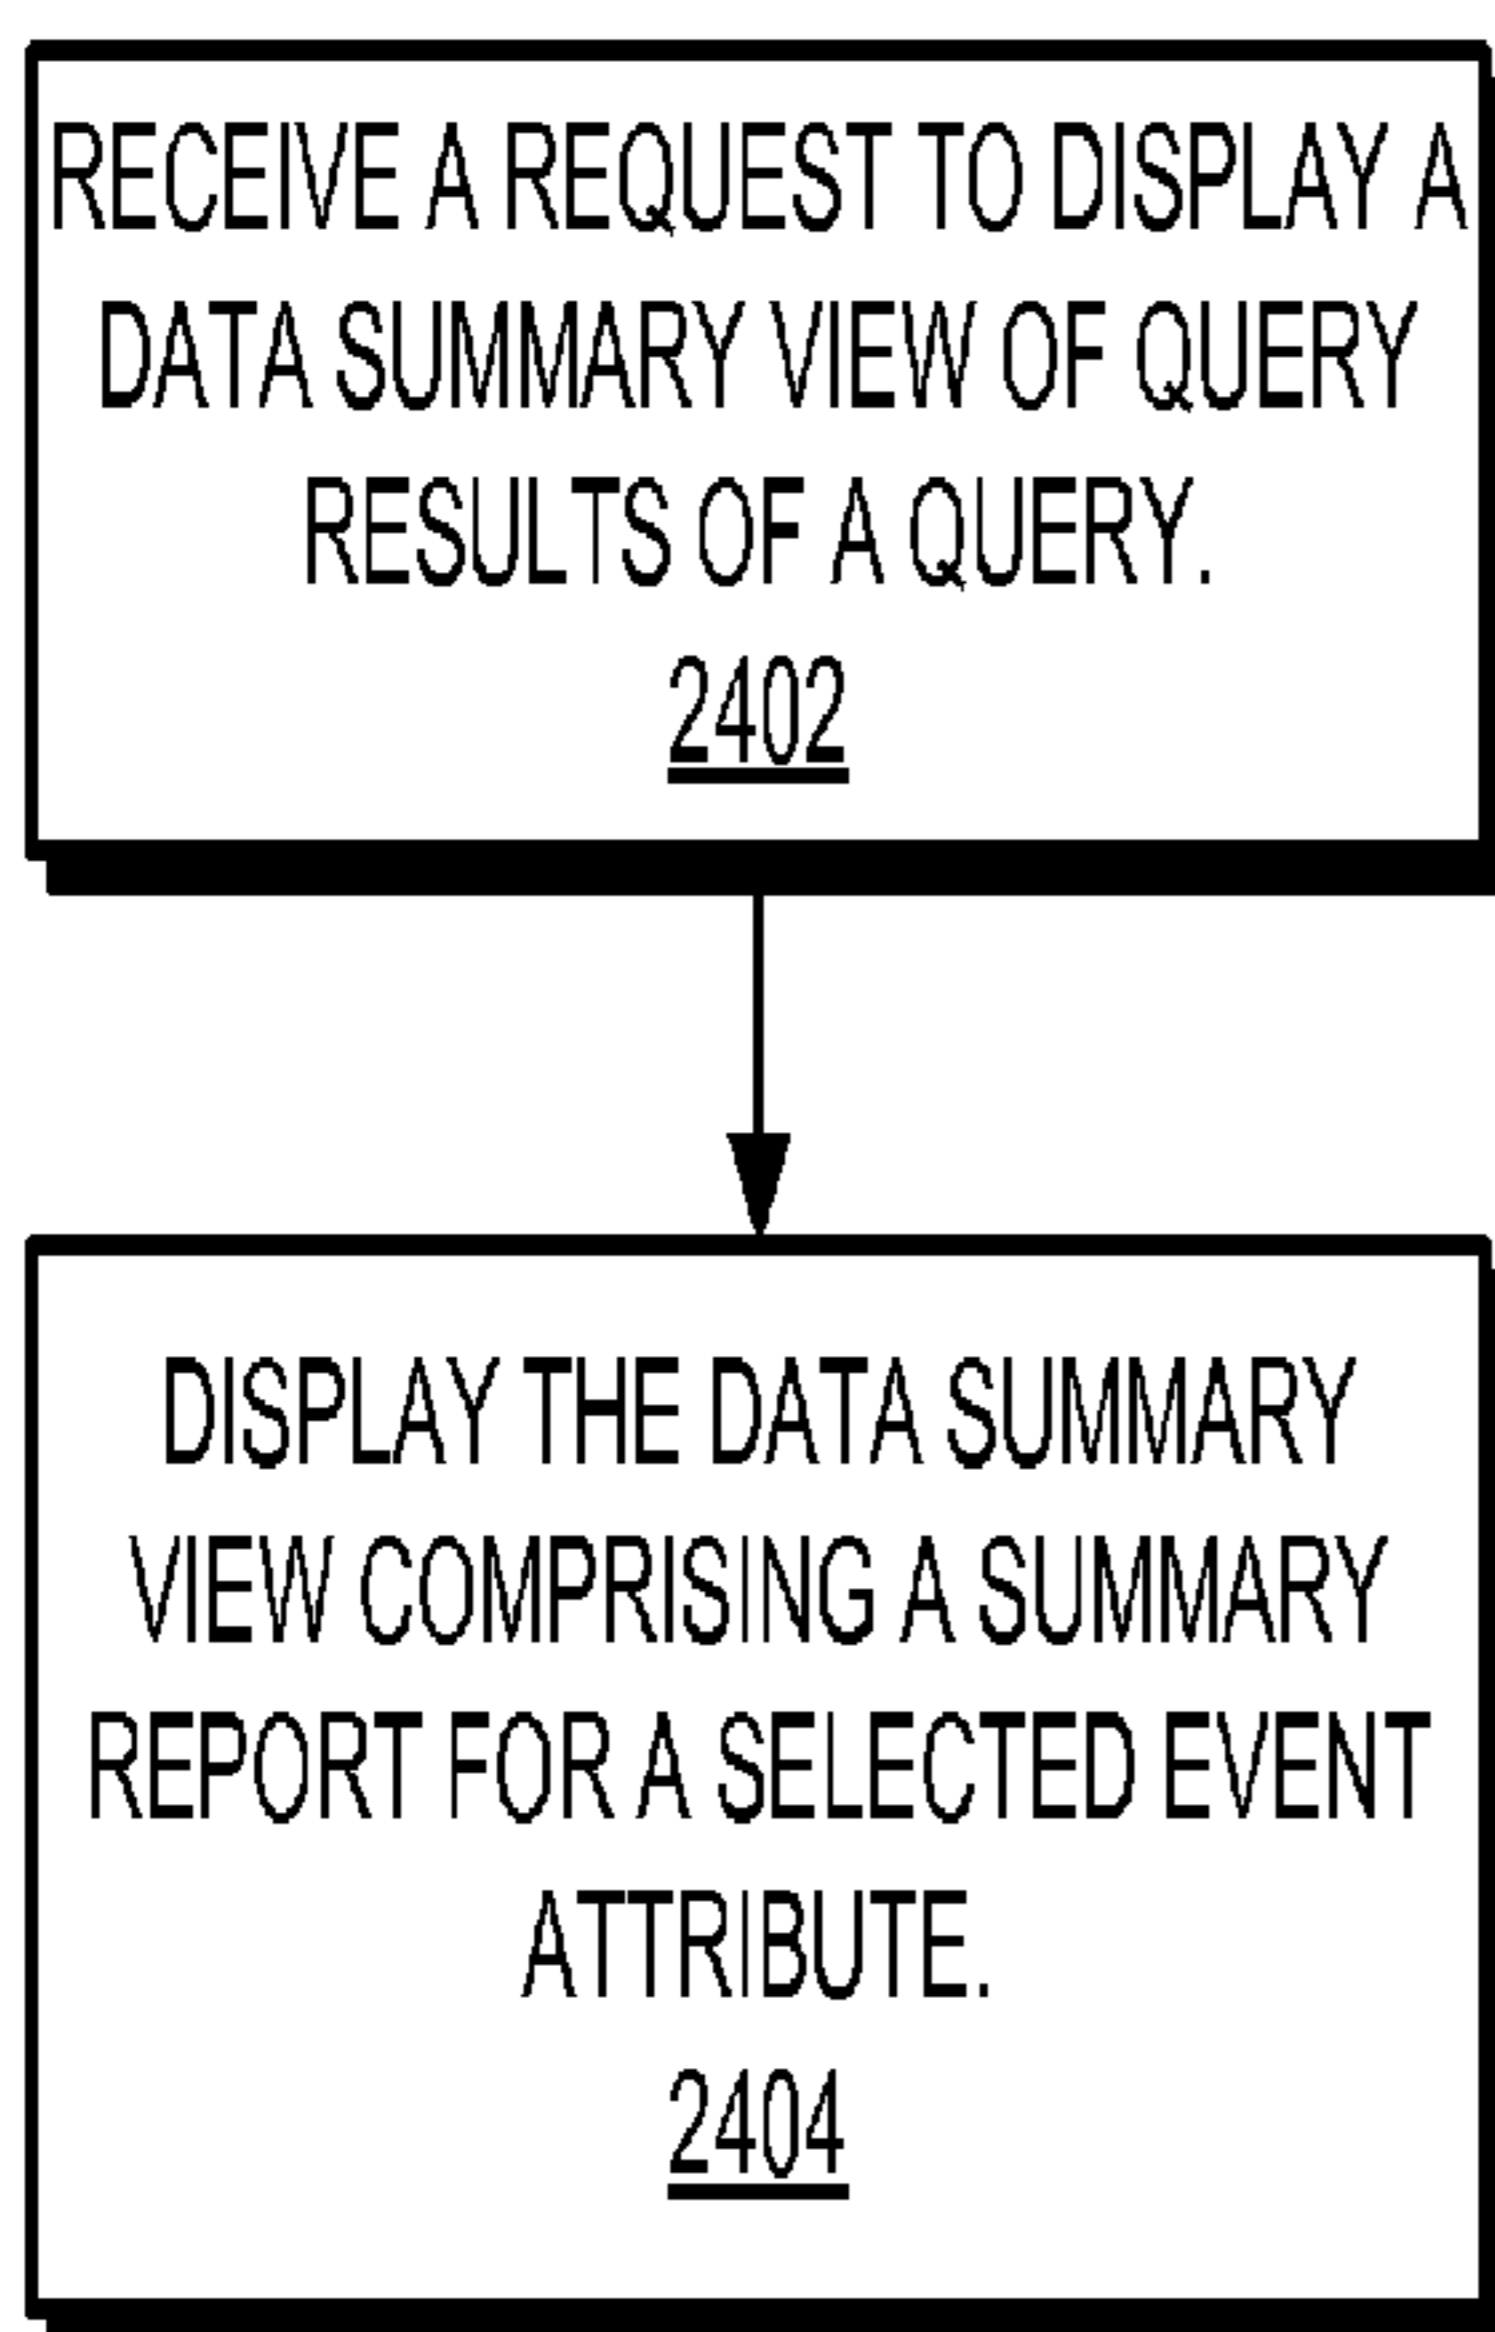 RECEIVE A REQUEST TO DISPLAY A
DATA SUMMARY VIEW OF QUERY
RESULTS OF A QUERY.
2402
DISPLAY THE DATA SUMMARY
VIEW COMPRISING A SUMMARY
REPORT FOR A SELECTED EVENT
ATTRIBUTE.
2404